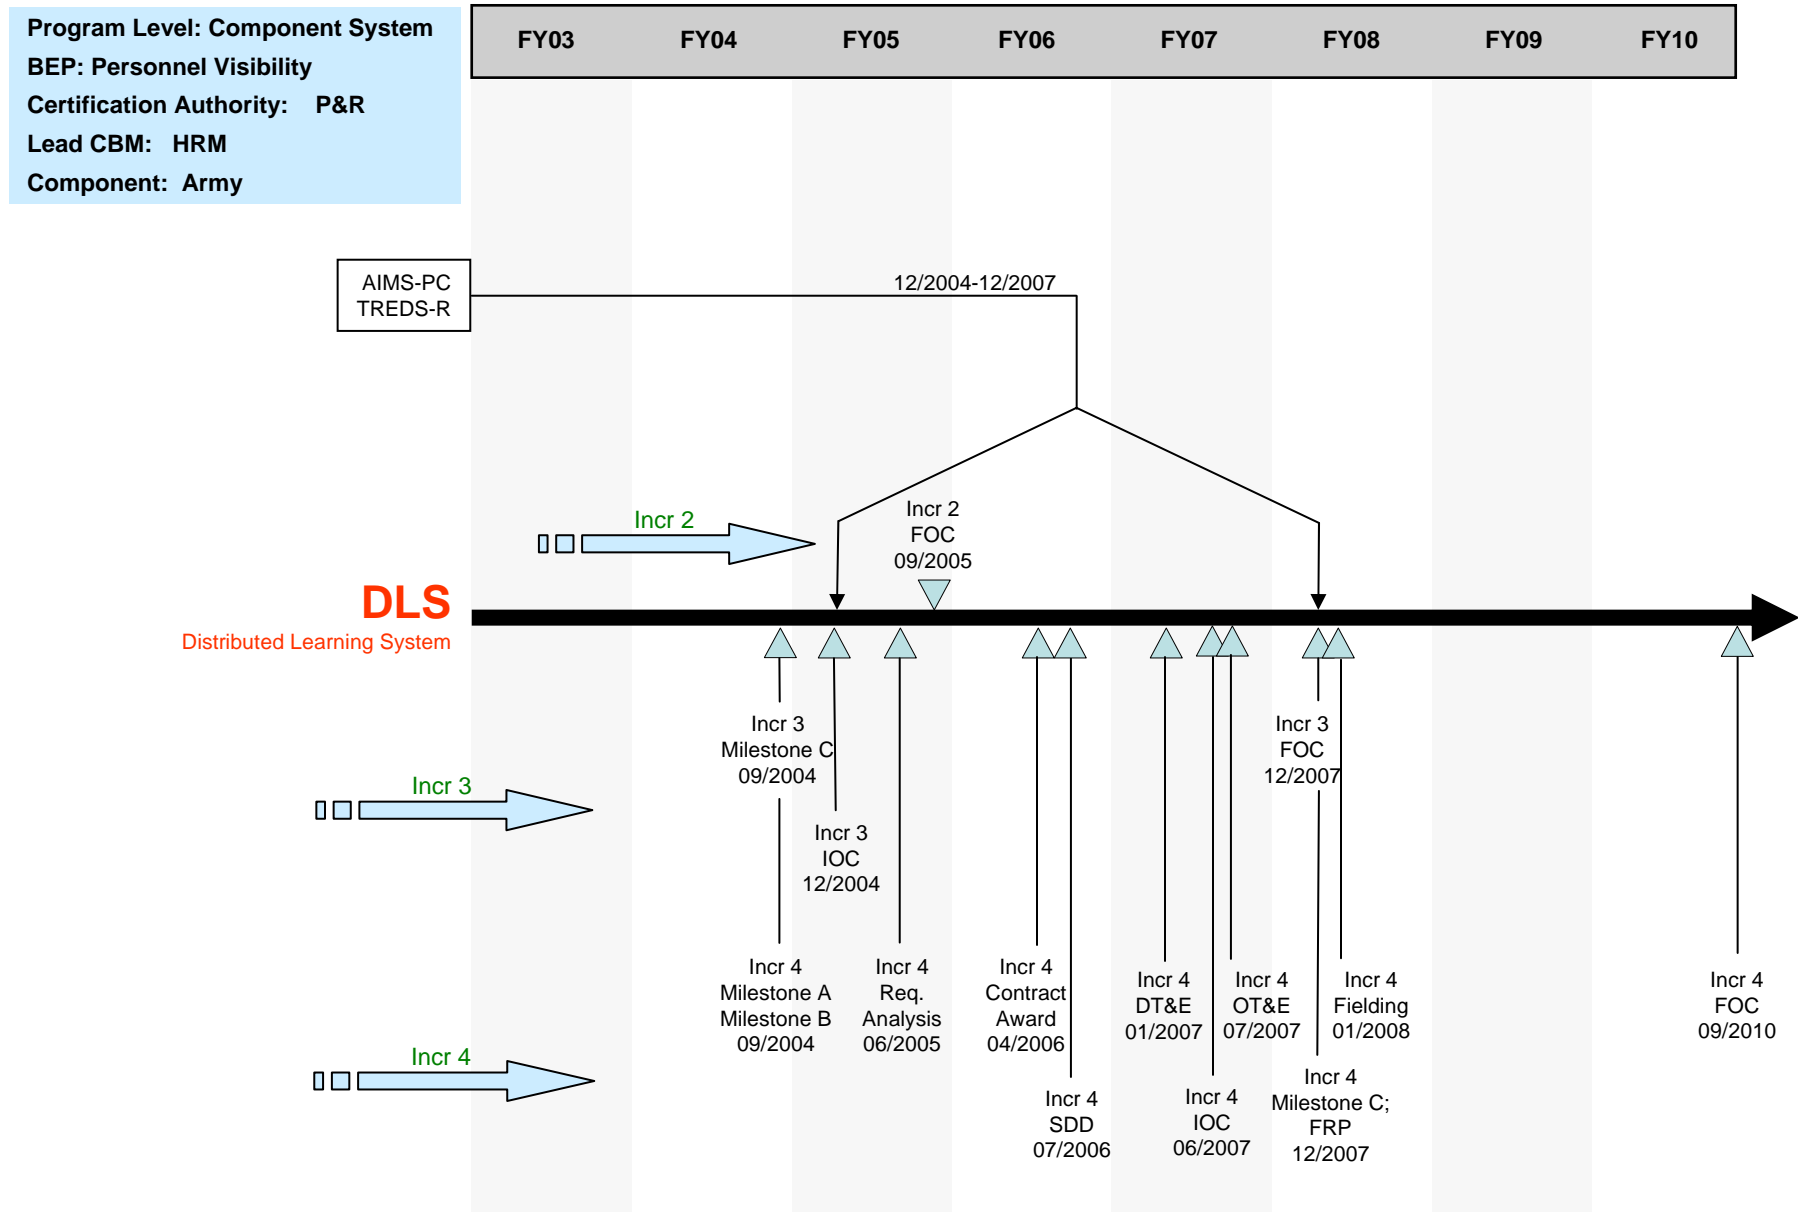 Program Level: Component System
BEP: Personnel Visibility
Certification Authority: P&R
Lead CBM: HRM
Component: Army
FY03 FY04 FY05 FY06 FY07 FY08 FY09 FY10
AIMS-PC
TREDS-R
12/2004-12/2007
Incr 2
Incr 2
FOC
09/2005
DLS
Distributed Learning System
Incr 3
Milestone C
09/2004
Incr 3
FOC
12/2007
Incr 3
Incr 3
IOC
12/2004
Incr 4
Milestone A
Milestone B
09/2004
Incr 4
Req.
Analysis
06/2005
Incr 4
Contract
Award
04/2006
Incr 4
DT&E
01/2007
Incr 4
OT&E
07/2007
Incr 4
Fielding
01/2008
Incr 4
FOC
09/2010
Incr 4
Incr 4
SDD
07/2006
Incr 4
IOC
06/2007
Incr 4
Milestone C;
FRP
12/2007